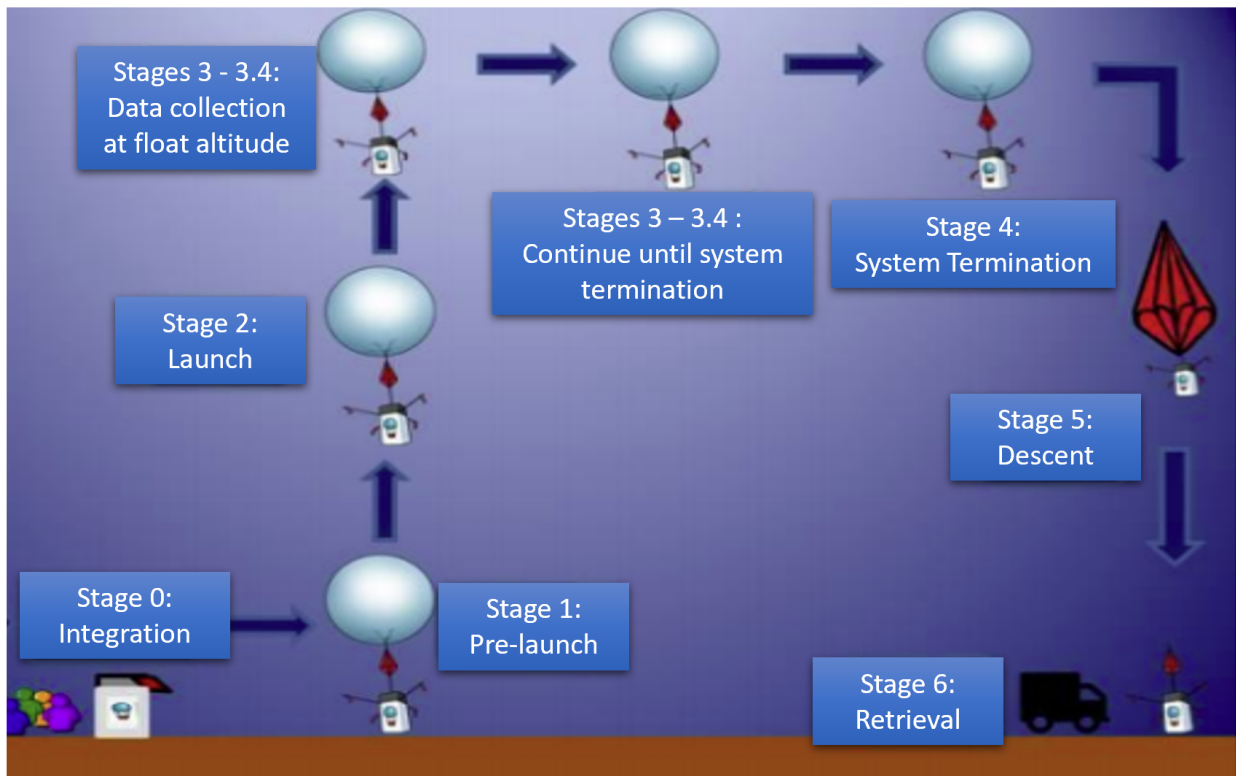 Stages 3 - 3.4:
Data collection
at float altitude
Stages 3 – 3.4 :
Continue until system
termination
Stage 4:
System Termination
Stage 2:
Launch
Stage 5:
Descent
Stage 0:
Integration
Stage 1:
Pre-launch
Stage 6:
Retrieval